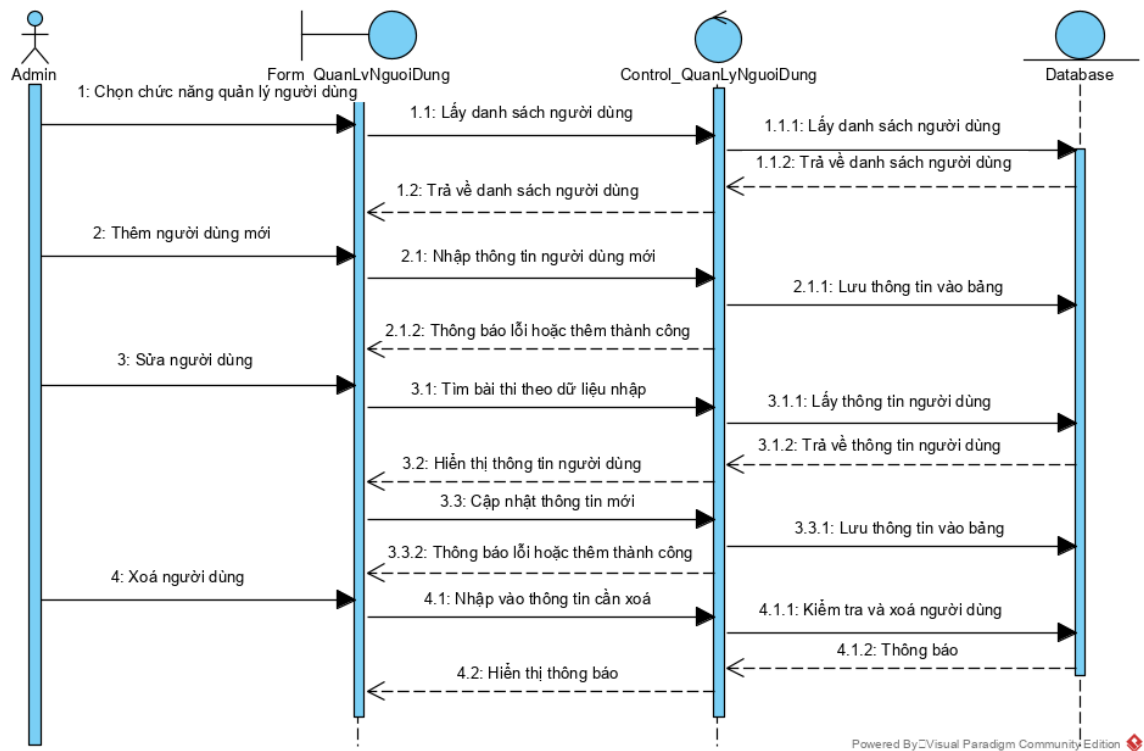 Admin
Form_QuanLyNguoiDung
Control_QuanLyNguoiDung
Database
1: Chọn chức năng quản lý người dùng
1.1: Lấy danh sách người dùng
1.1.1: Lấy danh sách người dùng
1.1.2: Trả về danh sách người dùng
1.2: Trả về danh sách người dùng
2: Thêm người dùng mới
2.1: Nhập thông tin người dùng mới
2.1.1: Lưu thông tin vào bảng
2.1.2: Thông báo lỗi hoặc thêm thành công
3: Sửa người dùng
3.1: Tìm bài thi theo dữ liệu nhập
3.1.1: Lấy thông tin người dùng
3.1.2: Trả về thông tin người dùng
3.2: Hiển thị thông tin người dùng
3.3: Cập nhật thông tin mới
3.3.1: Lưu thông tin vào bảng
3.3.2: Thông báo lỗi hoặc thêm thành công
4: Xoá người dùng
4.1: Nhập vào thông tin cần xoá
4.1.1: Kiểm tra và xoá người dùng
4.1.2: Thông báo
4.2: Hiển thị thông báo
Powered By Visual Paradigm Community Edition